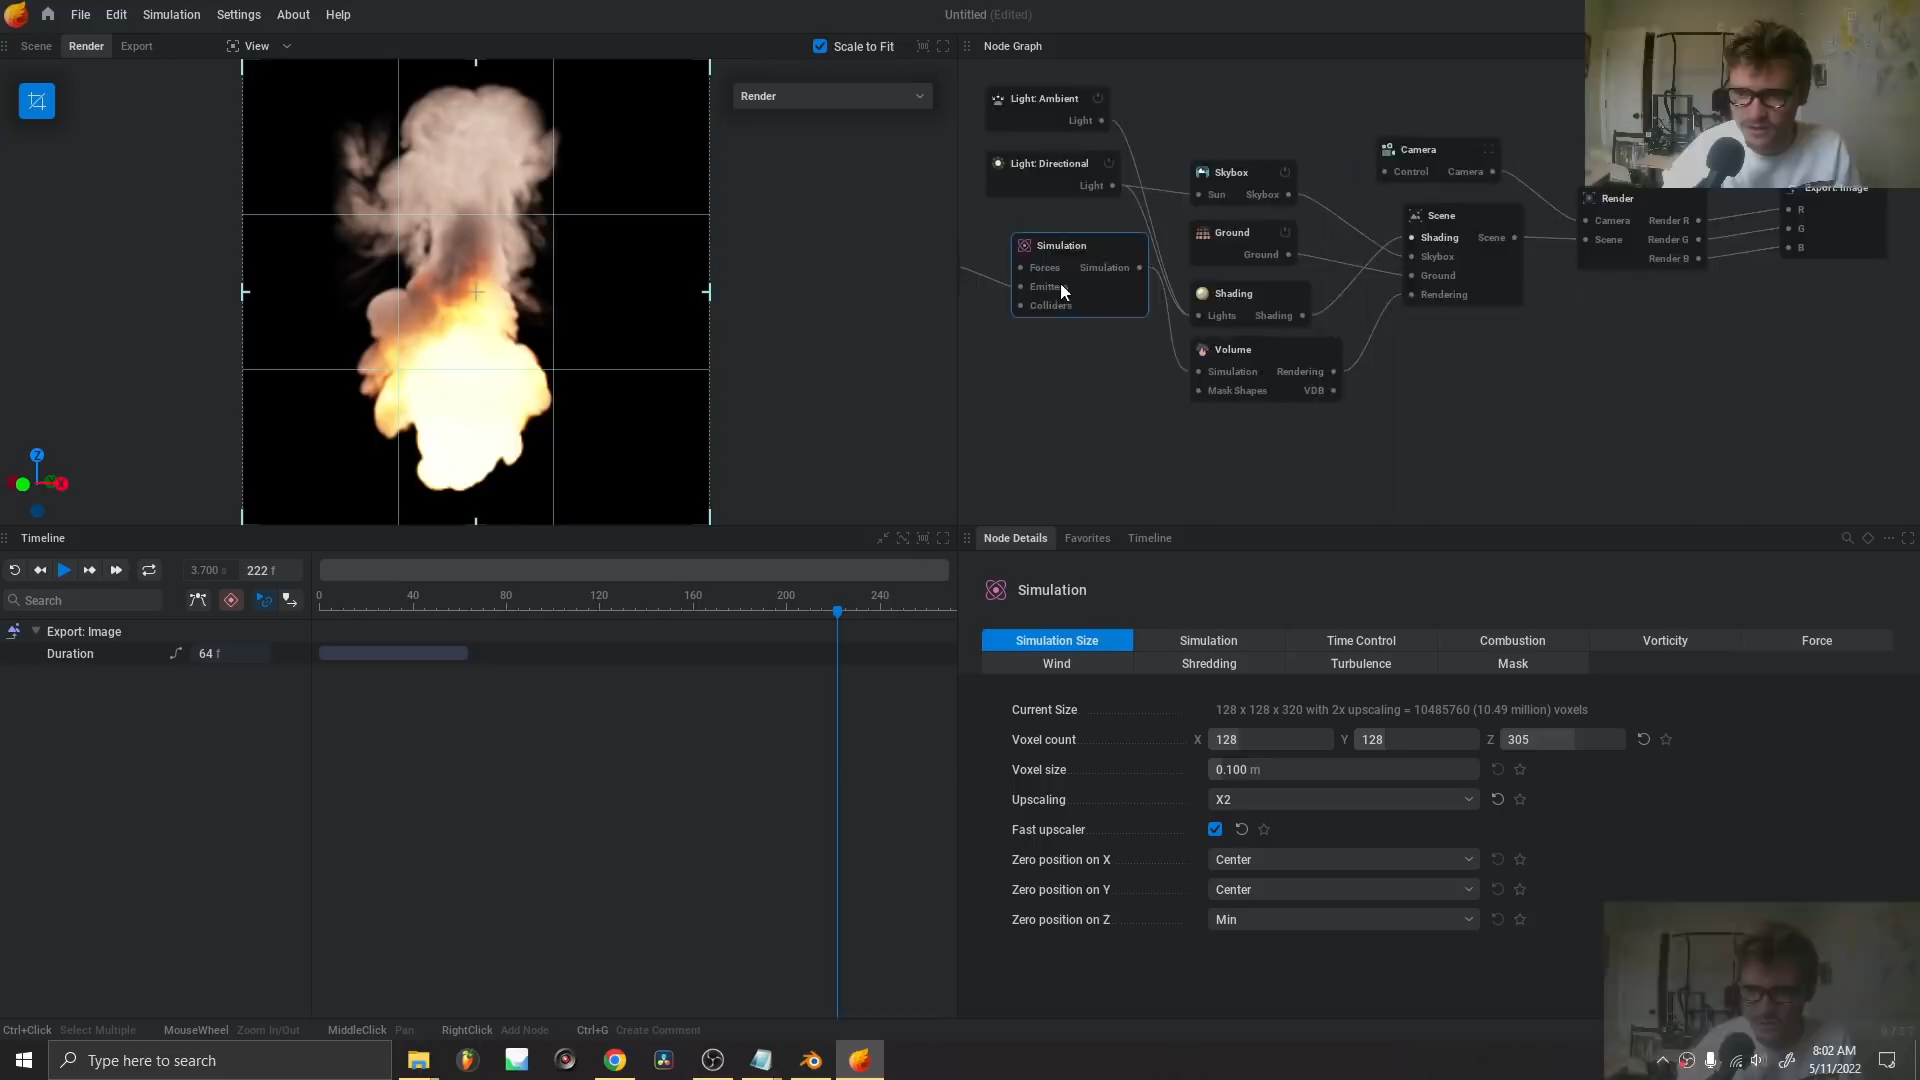 File Edit Simulation Settings About Help
Untitled (Edited)
Scene Render Export View Scale to Fit
Node Graph
Render
Light: Ambient
Light
Light: Directional
Light
Simulation
Forces Simulation
Emitters
Colliders
Skybox
Sun Skybox
Ground
Ground
Shading
Lights Shading
Volume
Simulation Rendering
Mask Shapes VDB
Camera
Control Camera
Scene
Shading Scene
Skybox
Ground
Rendering
Render
Camera Render R
Scene Render G
Render B
Export: Image
R
G
B
Z
X
Timeline
3.700 s 222 f
Search
0 40 80 120 160 200 240
Export: Image
Duration 64 f
Node Details Favorites Timeline
Simulation
Simulation Size Simulation Time Control Combustion Vorticity Force
Wind Shredding Turbulence Mask
Current Size 128 x 128 x 320 with 2x upscaling = 10485760 (10.49 million) voxels
Voxel count X 128 Y 128 Z 305
Voxel size 0.100 m
Upscaling X2
Fast upscaler
Zero position on X Center
Zero position on Y Center
Zero position on Z Min
Ctrl+Click Select Multiple MouseWheel Zoom In/Out MiddleClick Pan RightClick Add Node Ctrl+G Create Comment
Type here to search
8:02 AM
5/11/2022